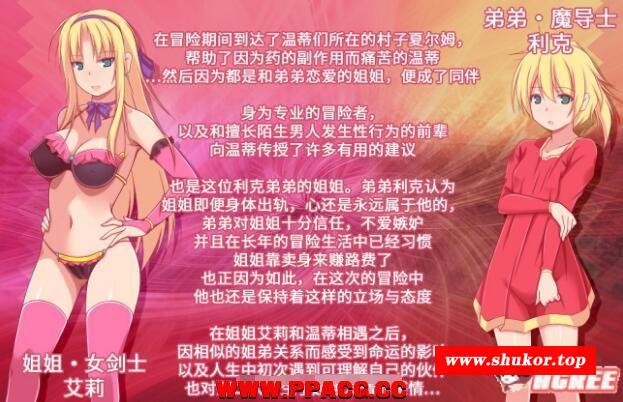 弟弟・魔导士
利克
在冒险期间到达了温蒂们所在的村子夏尔姆，
帮助了因为药的副作用而痛苦的温蒂
...然后因为都是和弟弟恋爱的姐姐，便成了同伴
身为专业的冒险者，
以及和擅长陌生男人发生性行为的前辈
向温蒂传授了许多有用的建议
也是这位利克弟弟的姐姐。弟弟利克认为
姐姐即便身体出轨，心还是永远属于他的，
弟弟对姐姐十分信任，不爱嫉妒
并且在长年的冒险生活中已经习惯
姐姐靠卖身来赚路费了
也正因为如此，在这次的冒险中
他也还是保持着这样的立场与态度
在姐姐艾莉和温蒂相遇之后，
因相似的姐弟关系而感受到命运的影
以及人生中初次遇到可理解自己的伙
也对
情...
姐姐・女剑士
艾莉
www.shukor.top
WWW.PPACG.CC
AGREE